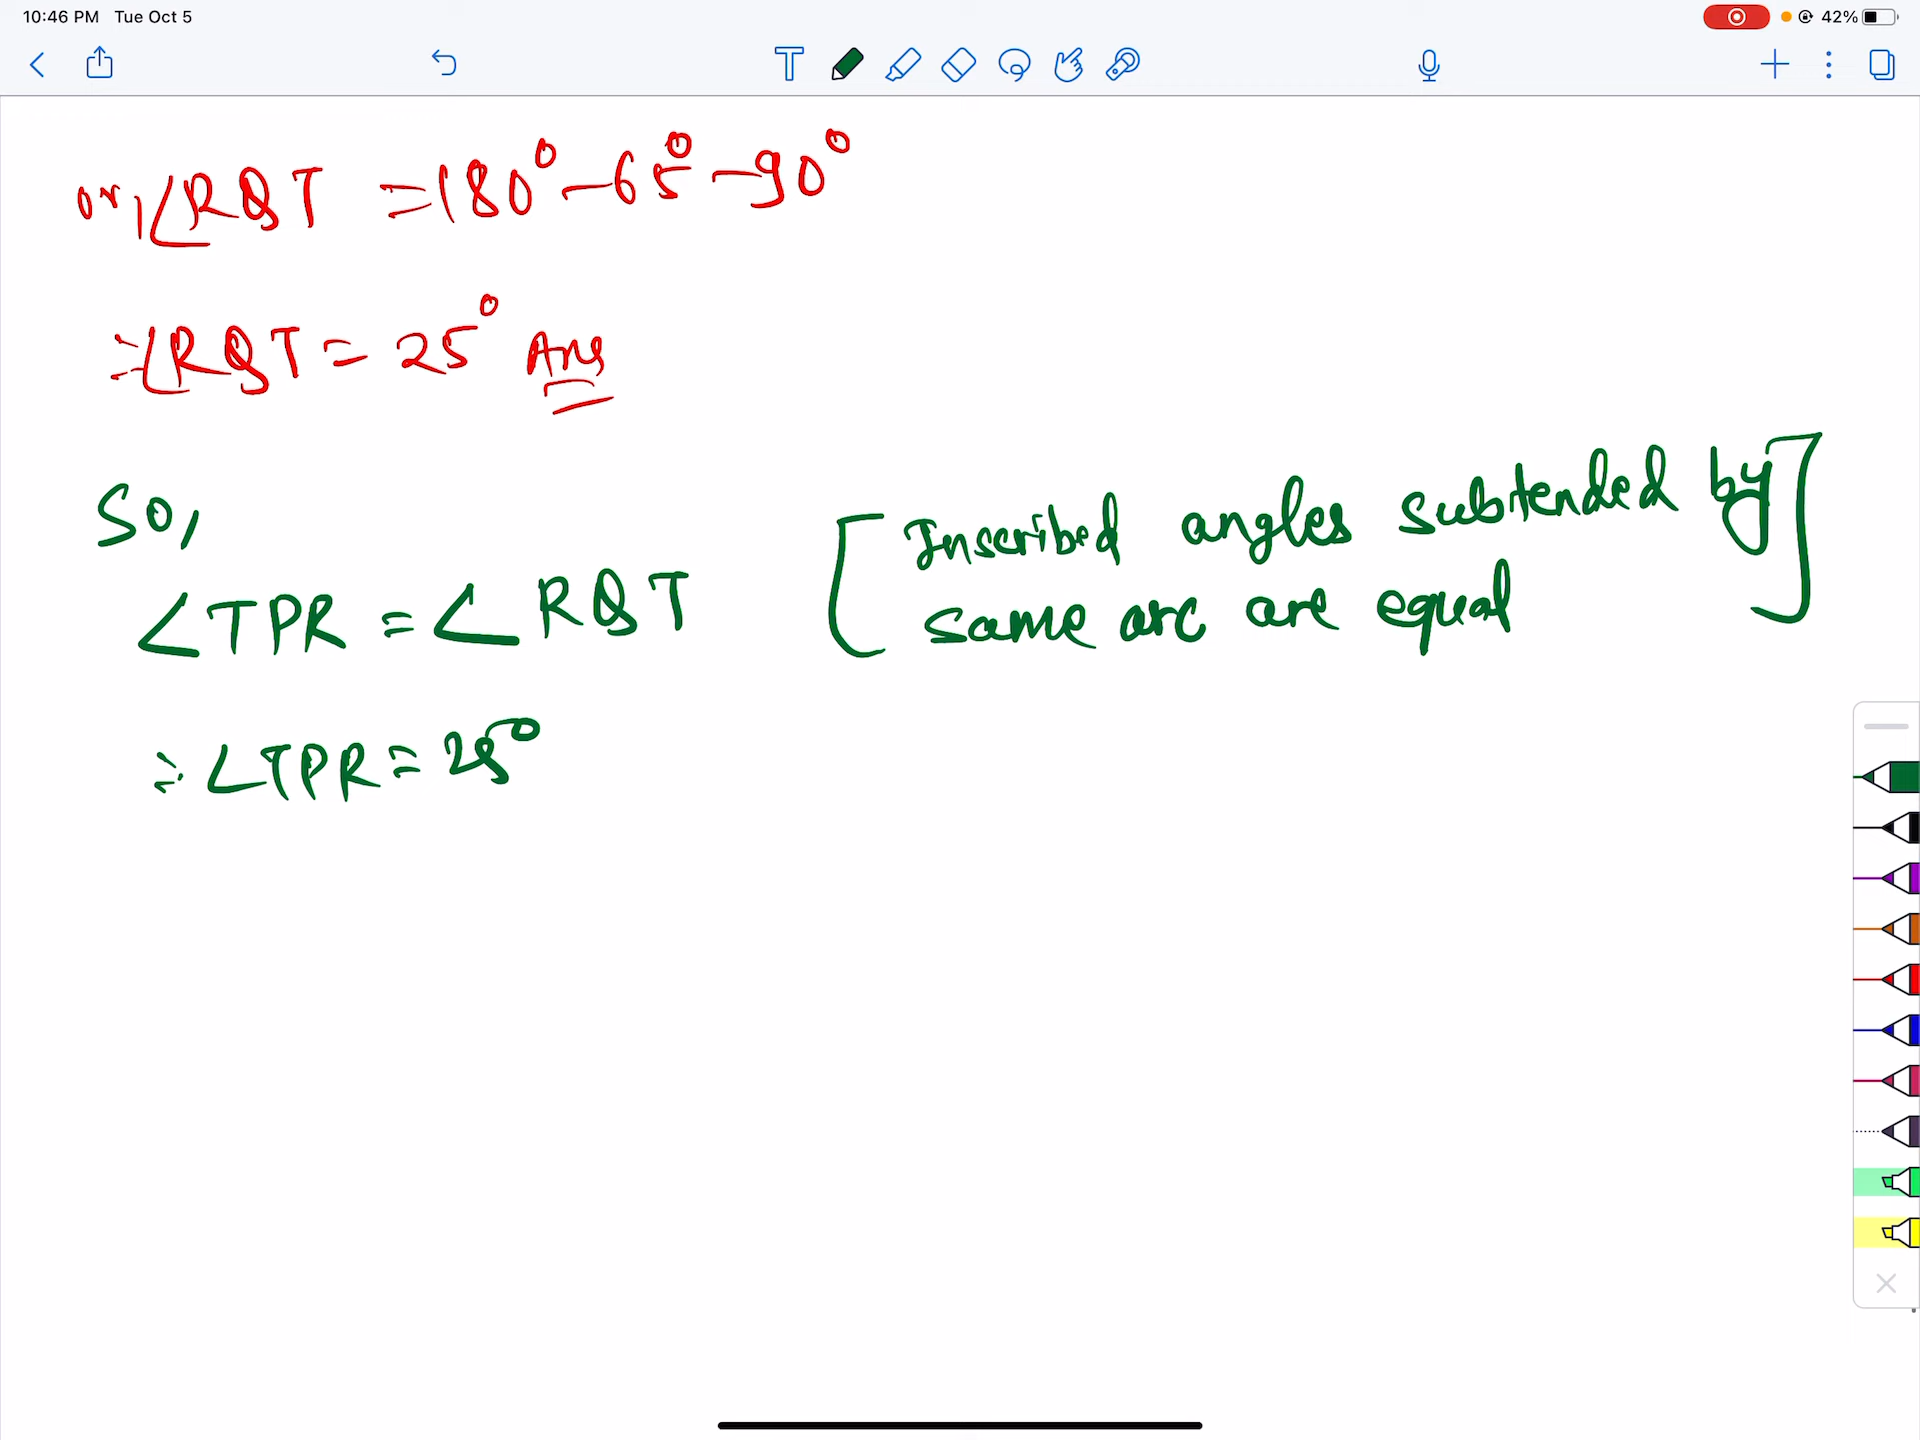 10:46 PM Tue Oct 5
42%
or, ∠RQT = 180° - 65° - 90°
∴ ∠RQT = 25° Ans
So,
∠TPR = ∠RQT [Inscribed angles subtended by
same arc are equal]
∴ ∠TPR = 25°